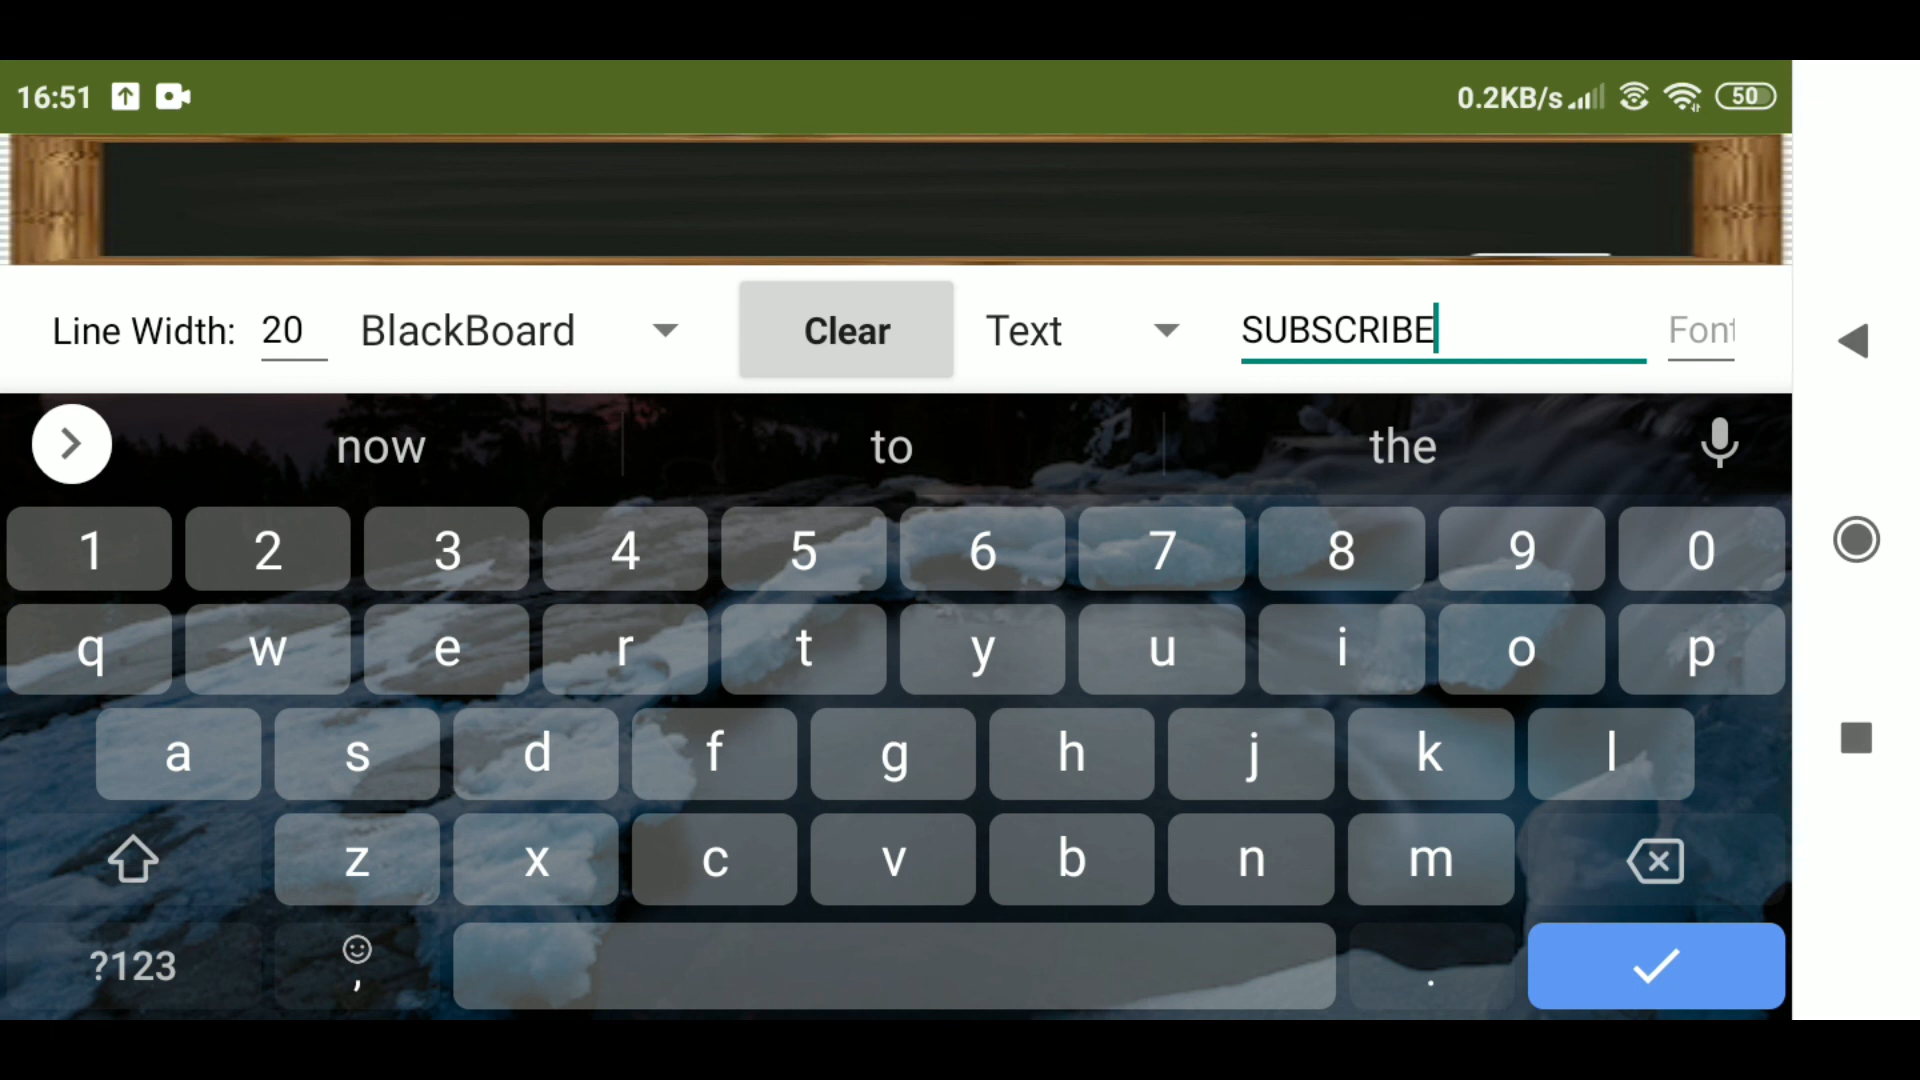 16:51 0.2KB/s 50
Line Width: 20 BlackBoard Clear Text SUBSCRIBE Font
now to the
1 2 3 4 5 6 7 8 9 0
q w e r t y u i o p
a s d f g h j k l
z x c v b n m
?123 , .